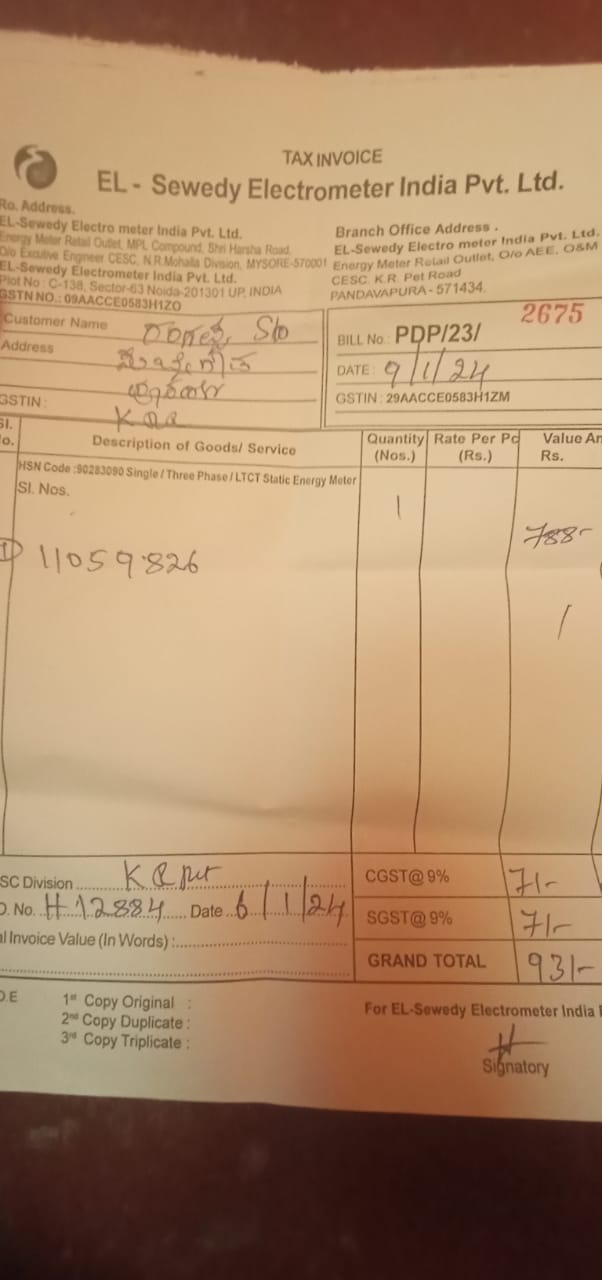 TAX INVOICE
EL - Sewedy Electrometer India Pvt. Ltd.
Ro. Address.
EL-Sewedy Electro meter India Pvt. Ltd.
Energy Meter Retail Outlet, MPL Compound, Shri Harsha Road,
O/o Excutive Engineer CESC, N.R.Mohalla Division, MYSORE-570001
EL-Sewedy Electrometer India Pvt. Ltd.
Plot No : C-138, Sector-63 Noida-201301 UP, INDIA
GSTN NO.: 09AACCE0583H1ZO
Branch Office Address .
EL-Sewedy Electro meter India Pvt. Ltd.
Energy Meter Retail Outlet, O/o AEE, O&M
CESC, K.R. Pet Road
PANDAVAPURA - 571434.
2675
Customer Name S/o
Address
GSTIN :
BILL No : PDP/23/
DATE : 9/1/24
GSTIN : 29AACCE0583H1ZM
Sl. No. Description of Goods/ Service Quantity (Nos.) Rate Per Pc (Rs.) Value Am Rs.
HSN Code :90283090 Single / Three Phase / LTCT Static Energy Meter
Sl. Nos.
1 788-
1) 11059826
SC Division K R pet
O. No. H 12884 Date 6/1/24
al Invoice Value (In Words) :
CGST@ 9% 71-
SGST@ 9% 71-
GRAND TOTAL 931-
O.E
1st Copy Original :
2nd Copy Duplicate :
3rd Copy Triplicate :
For EL-Sewedy Electrometer India
Signatory